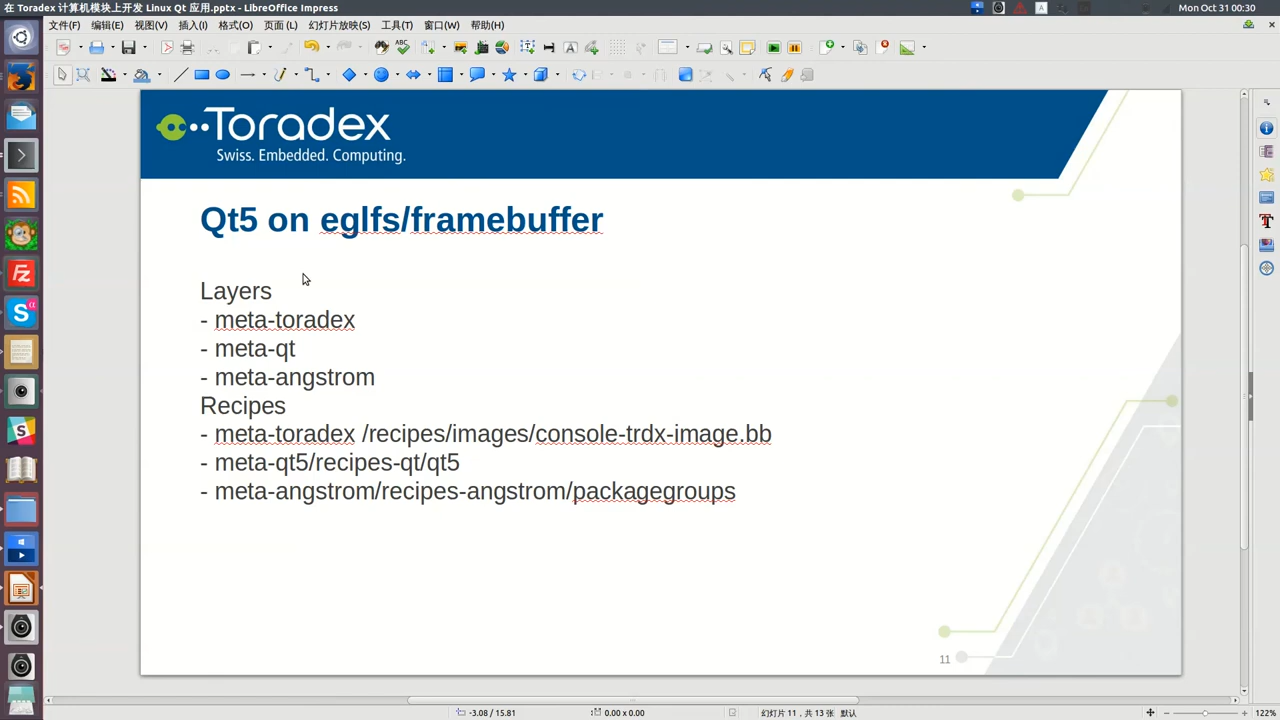 在 Toradex 计算机模块上开发 Linux Qt 应用.pptx - LibreOffice Impress
Mon Oct 31 00:30
文件(F) 编辑(E) 视图(V) 插入(I) 格式(O) 页面 (L) 幻灯片放映(S) 工具(T) 窗口(W) 帮助(H)
Toradex
Swiss. Embedded. Computing.
Qt5 on eglfs/framebuffer
Layers
- meta-toradex
- meta-qt
- meta-angstrom
Recipes
- meta-toradex /recipes/images/console-trdx-image.bb
- meta-qt5/recipes-qt/qt5
- meta-angstrom/recipes-angstrom/packagegroups
11
-3.08 / 15.81 0.00 x 0.00 幻灯片 11，共 13 张 默认 122%